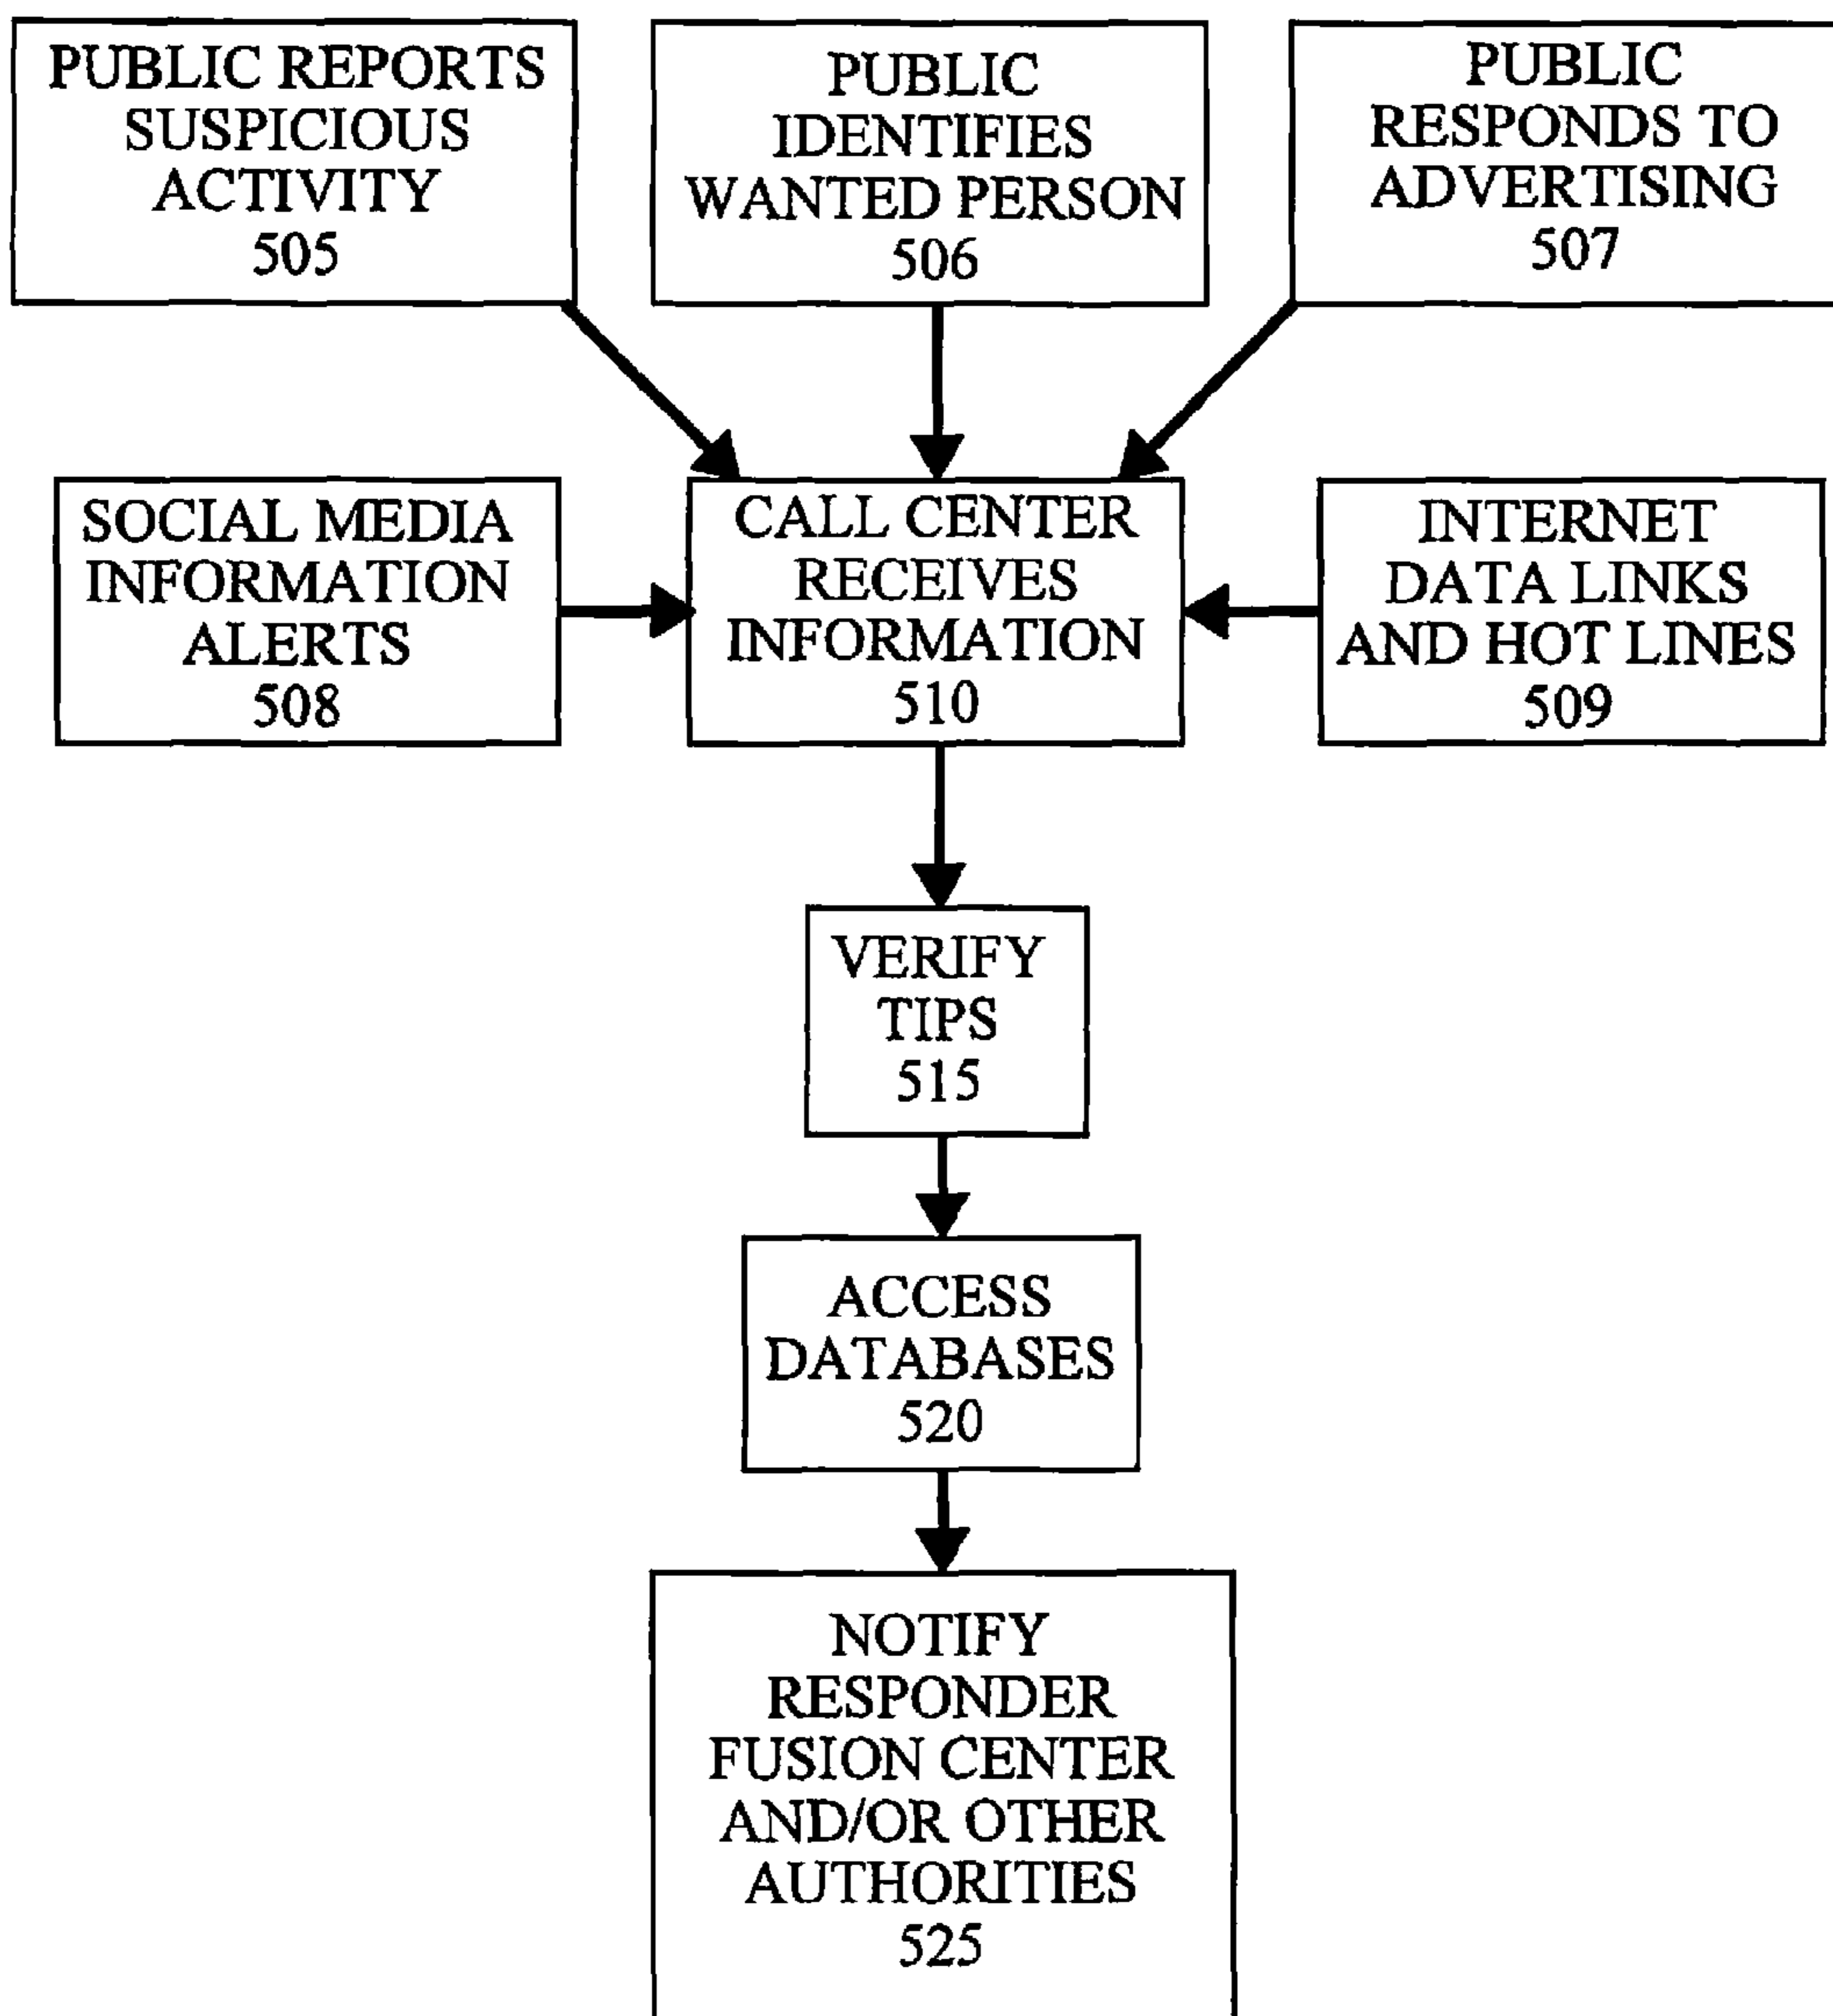 PUBLIC REPORTS
SUSPICIOUS
ACTIVITY
505
PUBLIC
IDENTIFIES
WANTED PERSON
506
PUBLIC
RESPONDS TO
ADVERTISING
507
SOCIAL MEDIA
INFORMATION
ALERTS
508
CALL CENTER
RECEIVES
INFORMATION
510
INTERNET
DATA LINKS
AND HOT LINES
509
VERIFY
TIPS
515
ACCESS
DATABASES
520
NOTIFY
RESPONDER
FUSION CENTER
AND/OR OTHER
AUTHORITIES
525